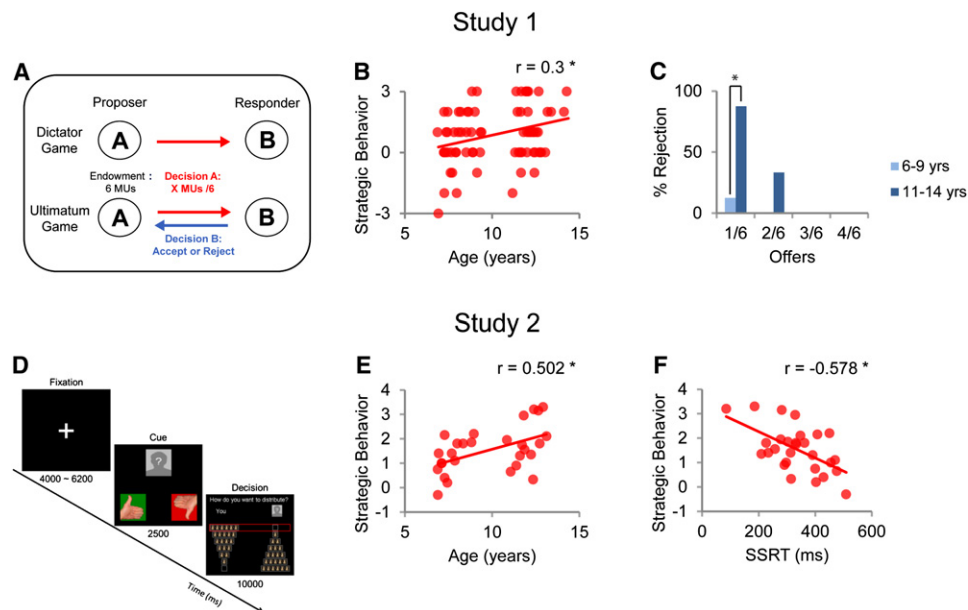 Study 1
A
Proposer
Responder
Dictator
Game
A
B
Endowment :
6 MUs
Decision A:
X MUs /6
Ultimatum
Game
A
B
Decision B:
Accept or Reject
B
r = 0.3 *
Strategic Behavior
3
0
-3
5
10
15
Age (years)
C
*
% Rejection
100
50
0
1/6 2/6 3/6 4/6
Offers
6-9 yrs
11-14 yrs
Study 2
D
Fixation
+
4000 ~ 6200
Cue
?
2500
Decision
How do you want to distribute?
You
10000
Time (ms)
E
r = 0.502 *
Strategic Behavior
4
3
2
1
0
-1
5
10
15
Age (years)
F
r = -0.578 *
Strategic Behavior
4
3
2
1
0
-1
0
200
400
600
SSRT (ms)